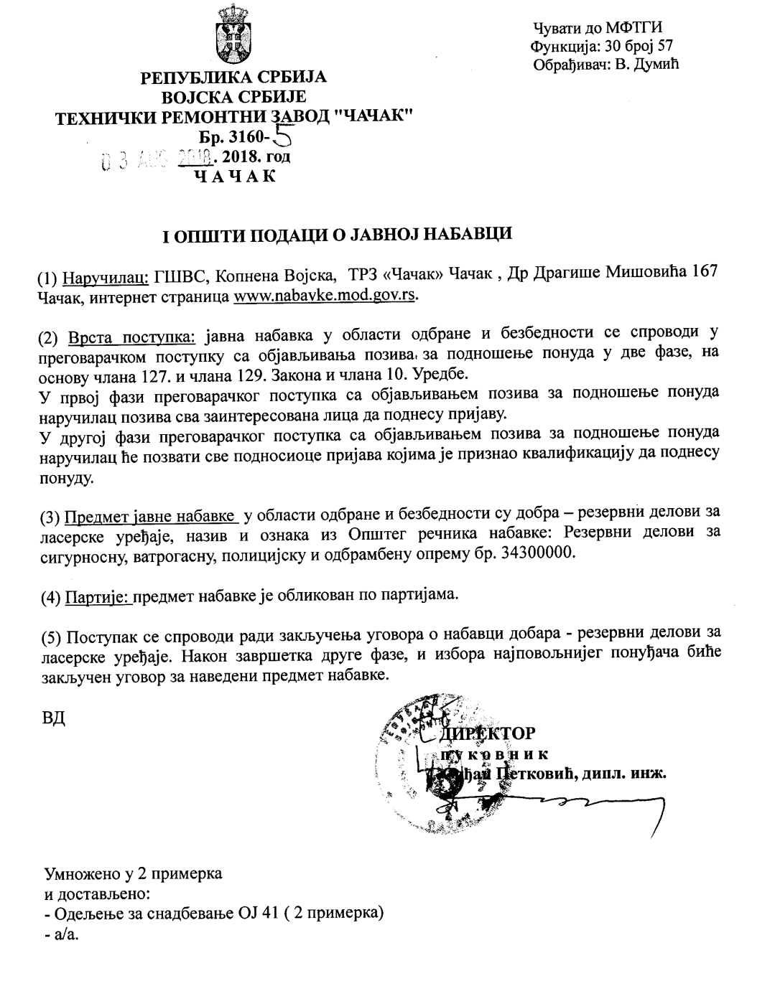 Чувати до МФТГИ
Функција: 30 број 57
Обрађивач: В. Думић
РЕПУБЛИКА СРБИЈА
ВОЈСКА СРБИЈЕ
ТЕХНИЧКИ РЕМОНТНИ ЗАВОД "ЧАЧАК"
Бр. 3160-5
03 AUG 2018. 2018. год
Ч А Ч А К
I ОПШТИ ПОДАЦИ О ЈАВНОЈ НАБАВЦИ
(1) Наручилац: ГШВС, Копнена Војска, ТРЗ «Чачак» Чачак , Др Драгише Мишовића 167
Чачак, интернет страница www.nabavke.mod.gov.rs.
(2) Врста поступка: јавна набавка у области одбране и безбедности се спроводи у
преговарачком поступку са објављивања позива за подношење понуда у две фазе, на
основу члана 127. и члана 129. Закона и члана 10. Уредбе.
У првој фази преговарачког поступка са објављивањем позива за подношење понуда
наручилац позива сва заинтересована лица да поднесу пријаву.
У другој фази преговарачког поступка са објављивањем позива за подношење понуда
наручилац ће позвати све подносиоце пријава којима је признао квалификацију да поднесу
понуду.
(3) Предмет јавне набавке у области одбране и безбедности су добра – резервни делови за
ласерске уређаје, назив и ознака из Општег речника набавке: Резервни делови за
сигурносну, ватрогасну, полицијску и одбрамбену опрему бр. 34300000.
(4) Партије: предмет набавке је обликован по партијама.
(5) Поступак се спроводи ради закључења уговора о набавци добара - резервни делови за
ласерске уређаје. Након завршетка друге фазе, и избора најповољнијег понуђача биће
закључен уговор за наведени предмет набавке.
ВД
ДИРЕКТОР
п у к о в н и к
Петковић, дипл. инж.
Умножено у 2 примерка
и достављено:
- Одељење за снадбевање ОЈ 41 ( 2 примерка)
- а/а.